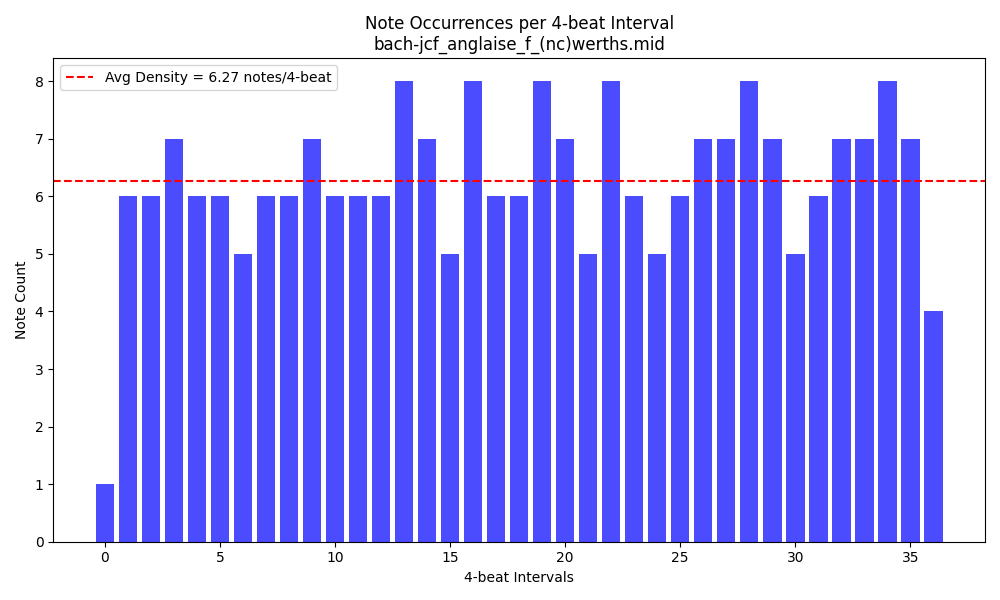 Note Occurrences per 4-beat Interval
bach-jcf_anglaise_f_(nc)werths.mid
Avg Density = 6.27 notes/4-beat
Note Count
8
7
6
5
4
3
2
1
0
0 5 10 15 20 25 30 35
4-beat Intervals